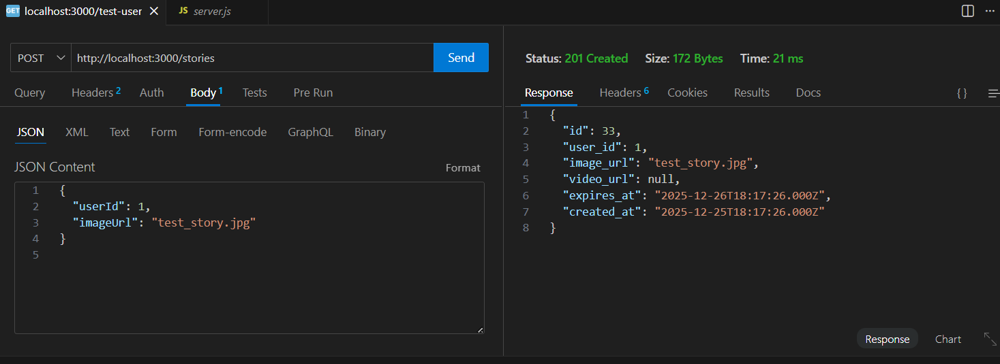 GET localhost:3000/test-user
JS server.js
POST http://localhost:3000/stories Send
Query Headers 2 Auth Body 1 Tests Pre Run
JSON XML Text Form Form-encode GraphQL Binary
JSON Content Format
1 {
2 "userId": 1,
3 "imageUrl": "test_story.jpg"
4 }
5
Status: 201 Created Size: 172 Bytes Time: 21 ms
Response Headers 6 Cookies Results Docs { }
1 {
2 "id": 33,
3 "user_id": 1,
4 "image_url": "test_story.jpg",
5 "video_url": null,
6 "expires_at": "2025-12-26T18:17:26.000Z",
7 "created_at": "2025-12-25T18:17:26.000Z"
8 }
Response Chart